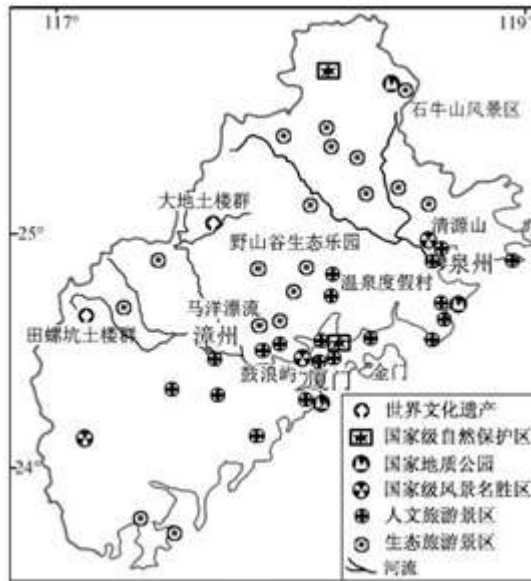 117°
119°
石牛山风景区
大地土楼群
25°
清源山
野山谷生态乐园
泉州
温泉度假村
马洋漂流
田螺坑土楼群
漳州
鼓浪屿
厦门
金门
24°
世界文化遗产
国家级自然保护区
国家地质公园
国家级风景名胜区
人文旅游景区
生态旅游景区
河流